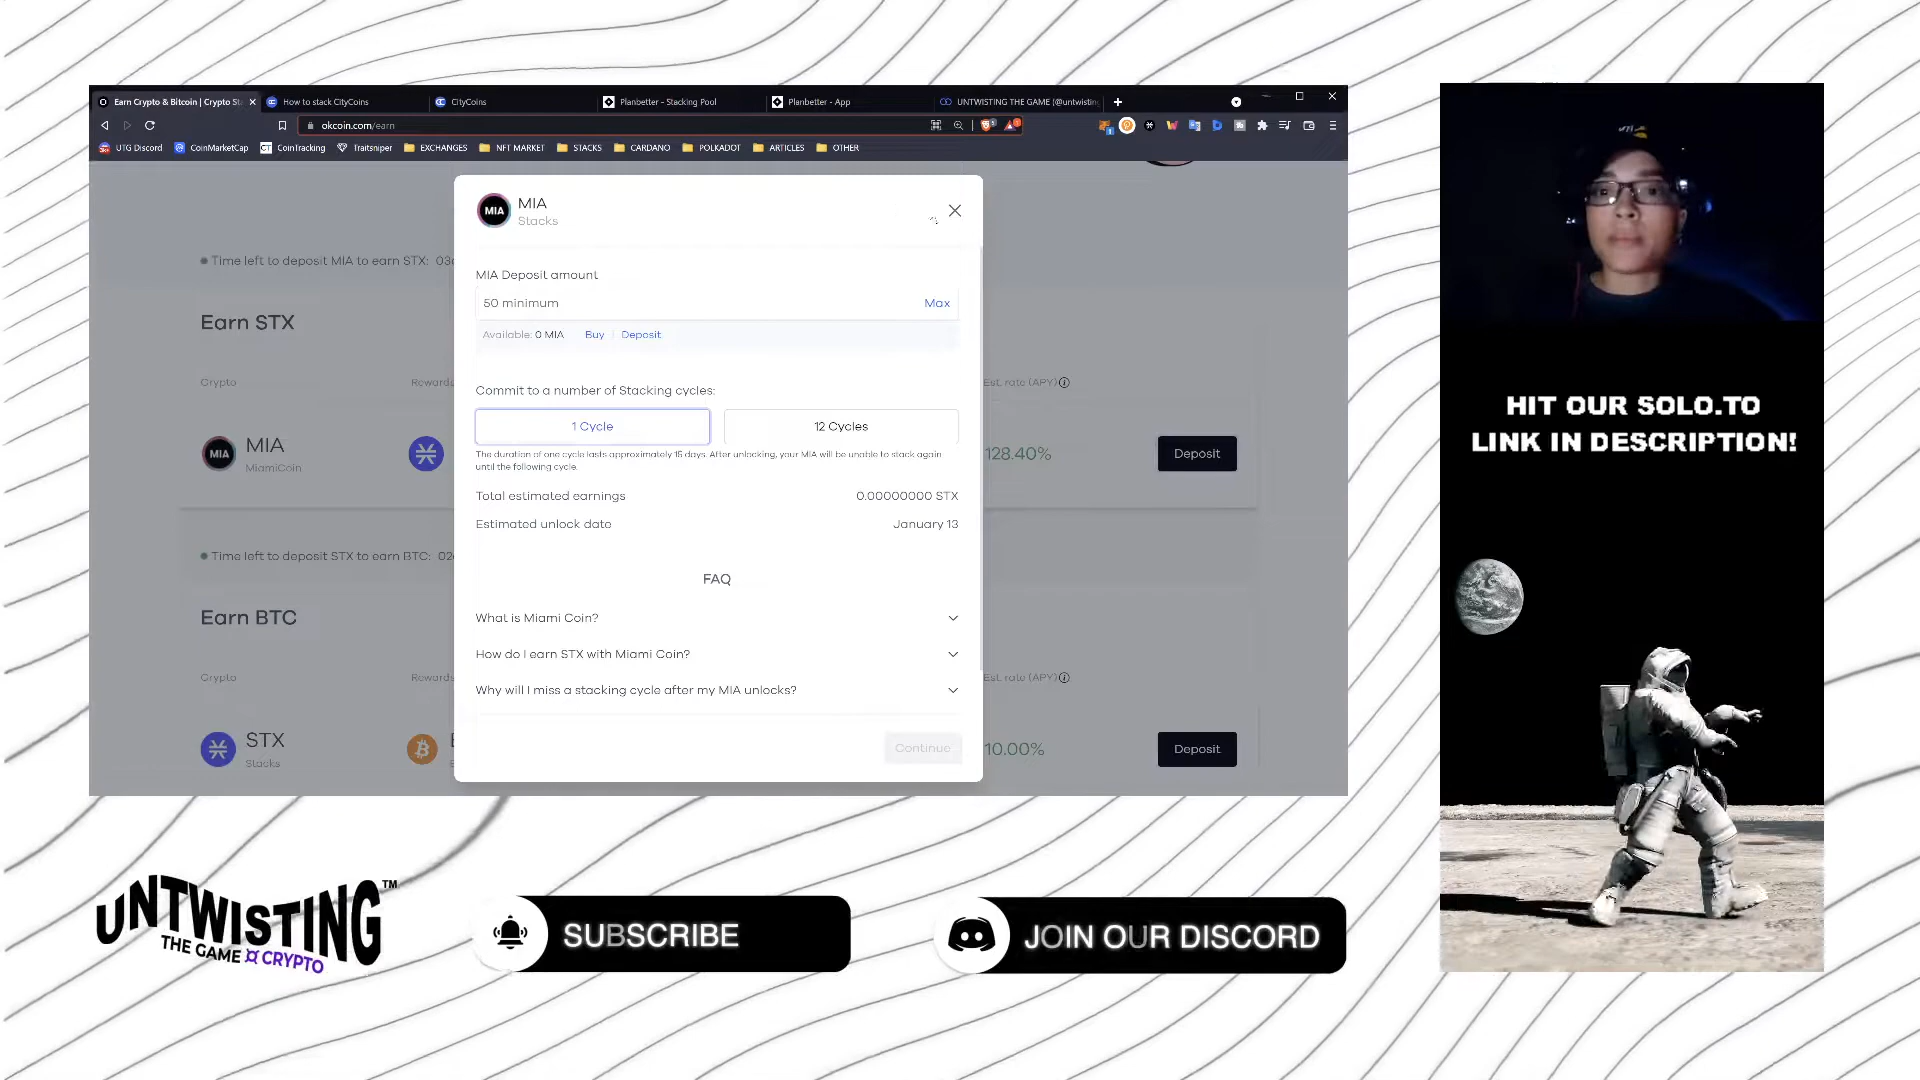 Earn Crypto & Bitcoin | Crypto St
How to stack CityCoins
CityCoins
Planbetter - Stacking Pool
Planbetter - App
UNTWISTING THE GAME (@untwistin
okcoin.com/earn
UTG Discord
CoinMarketCap
CoinTracking
Traitsniper
EXCHANGES
NFT MARKET
STACKS
CARDANO
POLKADOT
ARTICLES
OTHER
Time left to deposit MIA to earn STX: 03
Earn STX
Crypto
Rewards
Est. rate (APY)
MIA
MIA
MiamiCoin
128.40%
Deposit
Time left to deposit STX to earn BTC: 02
Earn BTC
Crypto
Rewards
Est. rate (APY)
STX
Stacks
10.00%
Deposit
MIA
MIA
Stacks
MIA Deposit amount
50 minimum
Max
Available: 0 MIA
Buy
Deposit
Commit to a number of Stacking cycles:
1 Cycle
12 Cycles
The duration of one cycle lasts approximately 15 days. After unlocking, your MIA will be unable to stack again
until the following cycle.
Total estimated earnings
0.00000000 STX
Estimated unlock date
January 13
FAQ
What is Miami Coin?
How do I earn STX with Miami Coin?
Why will I miss a stacking cycle after my MIA unlocks?
Continue
HIT OUR SOLO.TO
LINK IN DESCRIPTION!
UNTWISTING™
THE GAME CRYPTO
SUBSCRIBE
JOIN OUR DISCORD